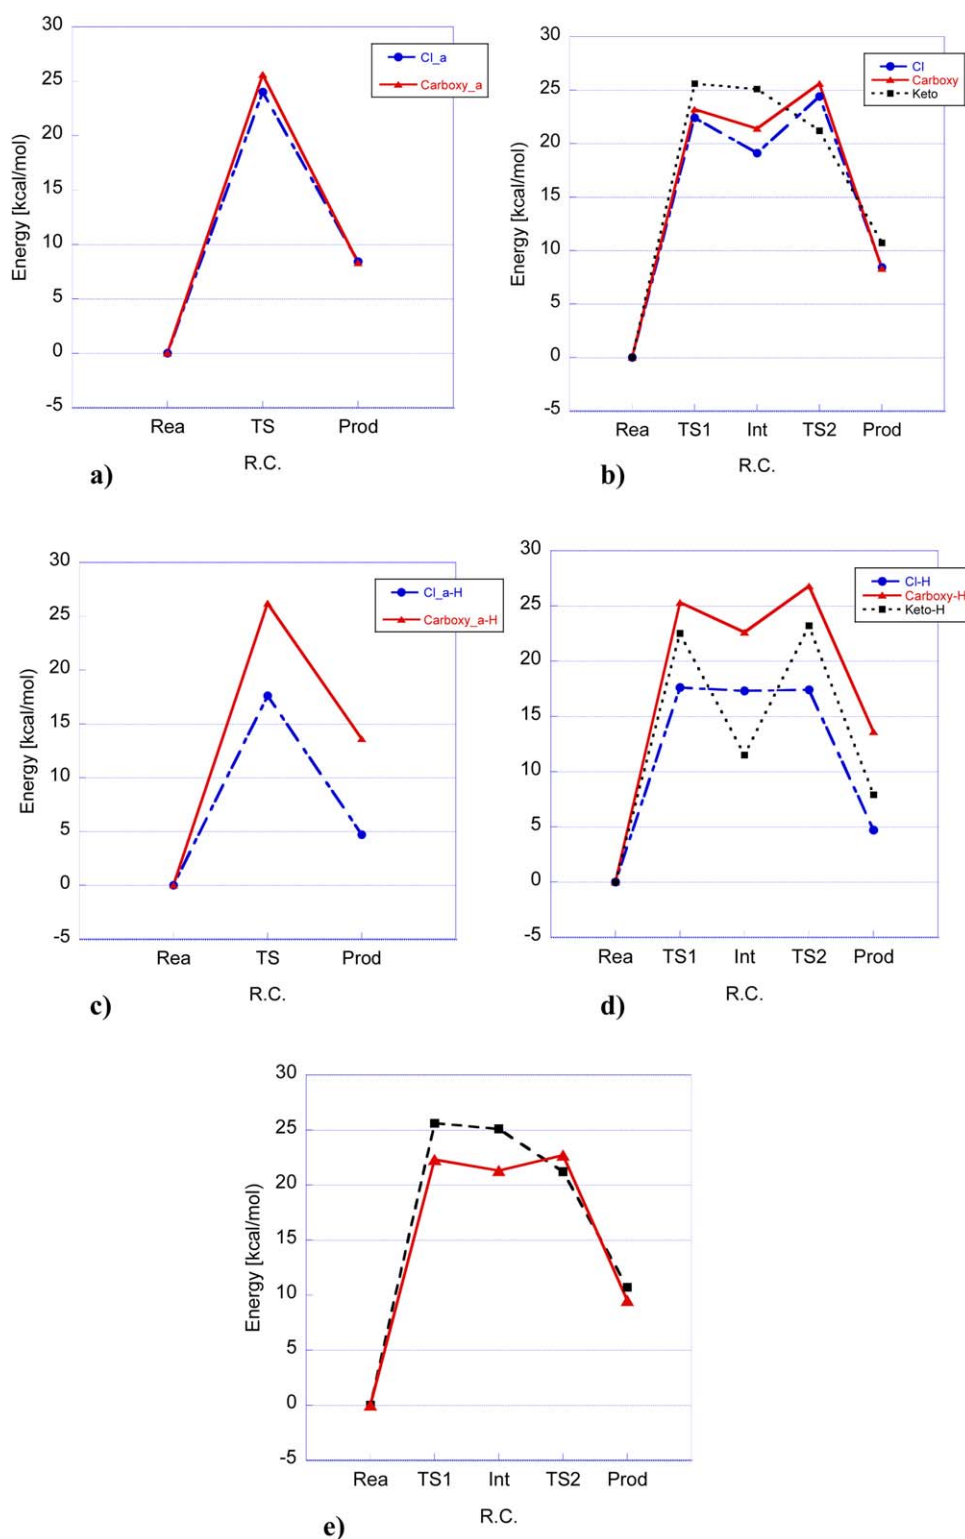 30
25
20
15
10
5
0
-5
Energy [kcal/mol]
Cl_a
Carboxy_a
Rea TS Prod
R.C.
a)
30
25
20
15
10
5
0
-5
Energy [kcal/mol]
Cl
Carboxy
Keto
Rea TS1 Int TS2 Prod
R.C.
b)
30
25
20
15
10
5
0
-5
Energy [kcal/mol]
Cl_a-H
Carboxy_a-H
Rea TS Prod
R.C.
c)
30
25
20
15
10
5
0
-5
Energy [kcal/mol]
Cl-H
Carboxy-H
Keto-H
Rea TS1 Int TS2 Prod
R.C.
d)
30
25
20
15
10
5
0
-5
Energy [kcal/mol]
Rea TS1 Int TS2 Prod
R.C.
e)